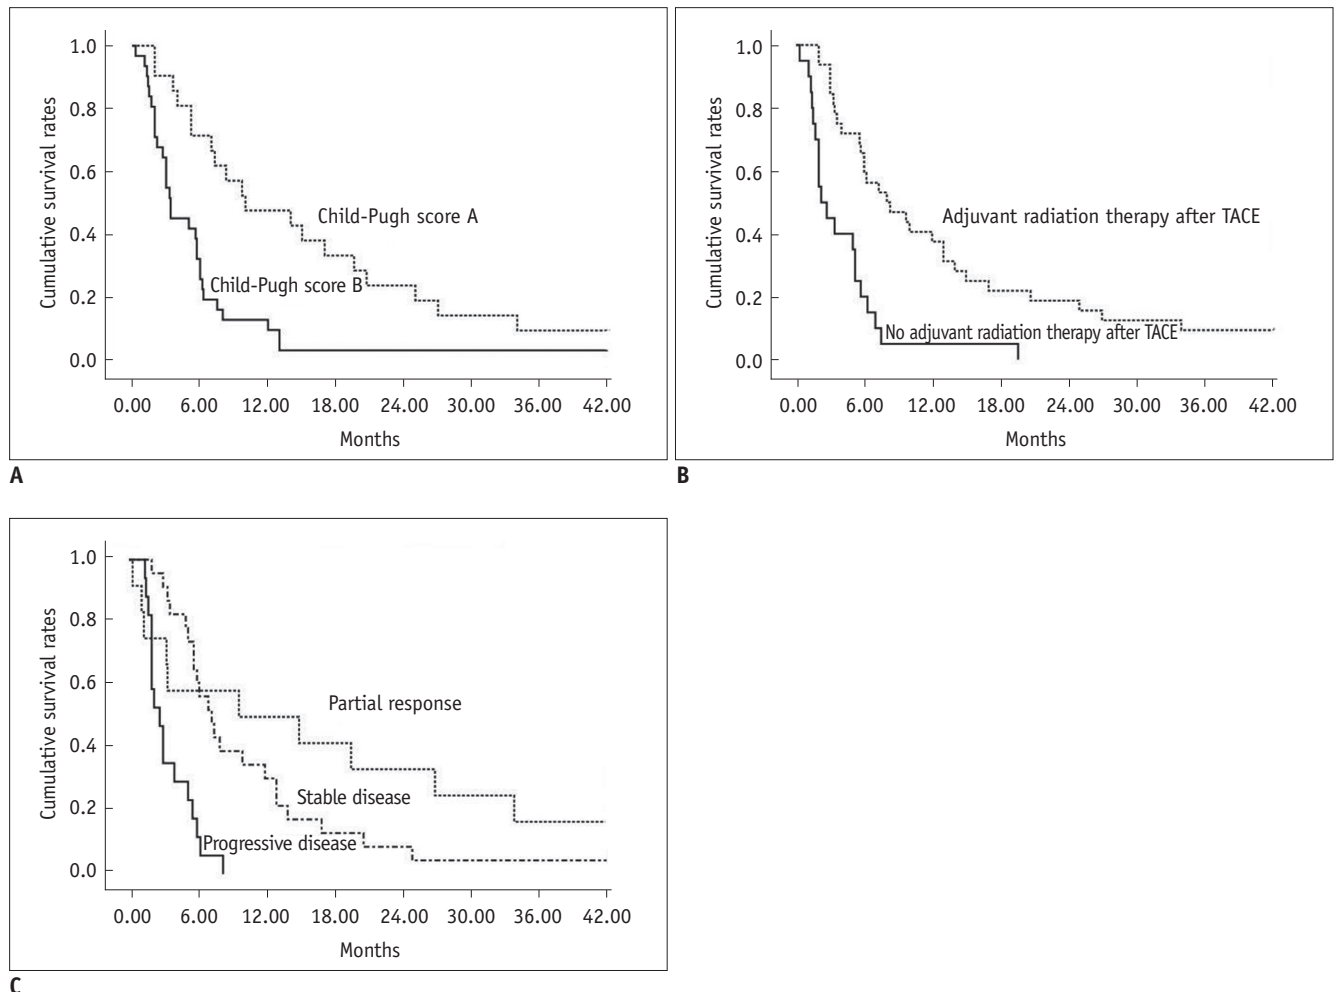 Cumulative survival rates
1.0
0.8
0.6
0.4
0.2
0.0
Child-Pugh score A
Child-Pugh score B
0.00 6.00 12.00 18.00 24.00 30.00 36.00 42.00
Months
A
Cumulative survival rates
1.0
0.8
0.6
0.4
0.2
0.0
Adjuvant radiation therapy after TACE
No adjuvant radiation therapy after TACE
0.00 6.00 12.00 18.00 24.00 30.00 36.00 42.00
Months
B
Cumulative survival rates
1.0
0.8
0.6
0.4
0.2
0.0
Partial response
Stable disease
Progressive disease
0.00 6.00 12.00 18.00 24.00 30.00 36.00 42.00
Months
C